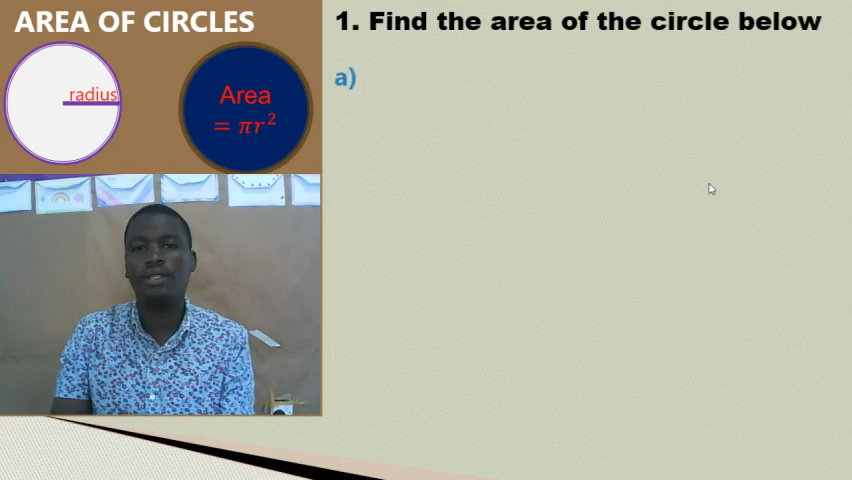 AREA OF CIRCLES
radius
Area
= πr²
1. Find the area of the circle below
a)